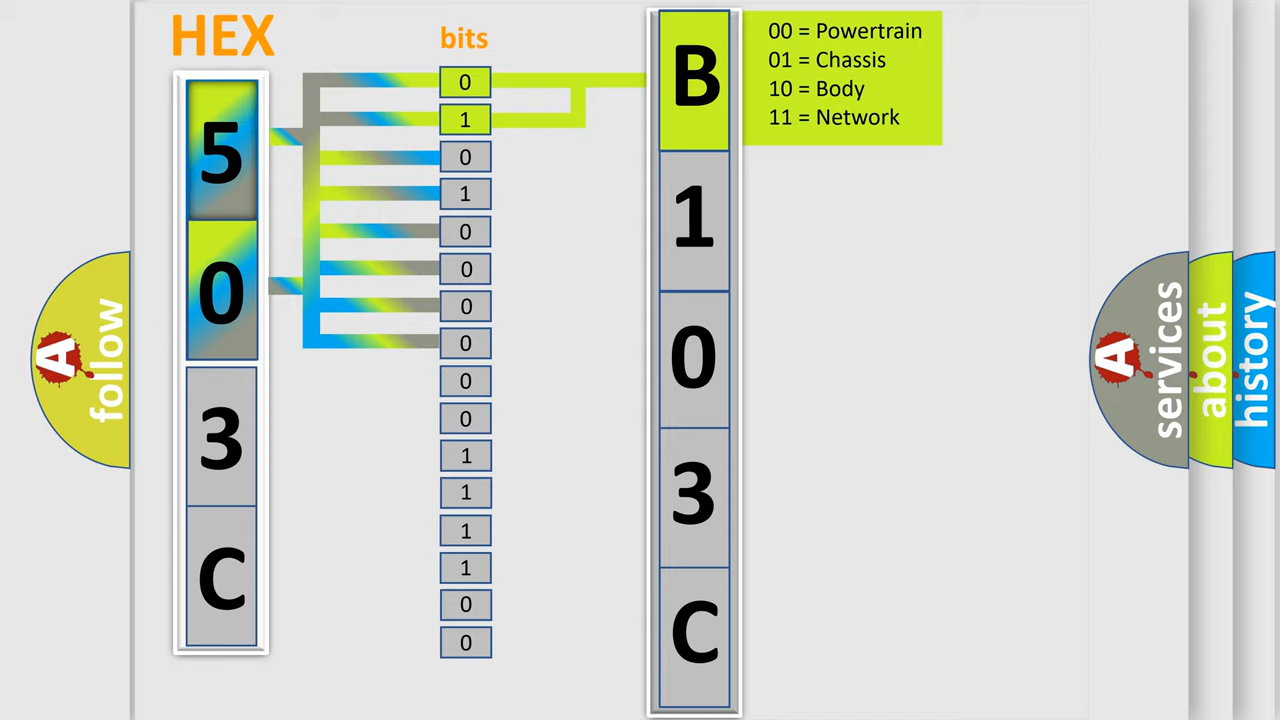 HEX
bits
5
0
3
C
0
1
0
1
0
0
0
0
0
0
1
1
1
1
0
0
B
1
0
3
C
00 = Powertrain
01 = Chassis
10 = Body
11 = Network
A follow
A services
about
history